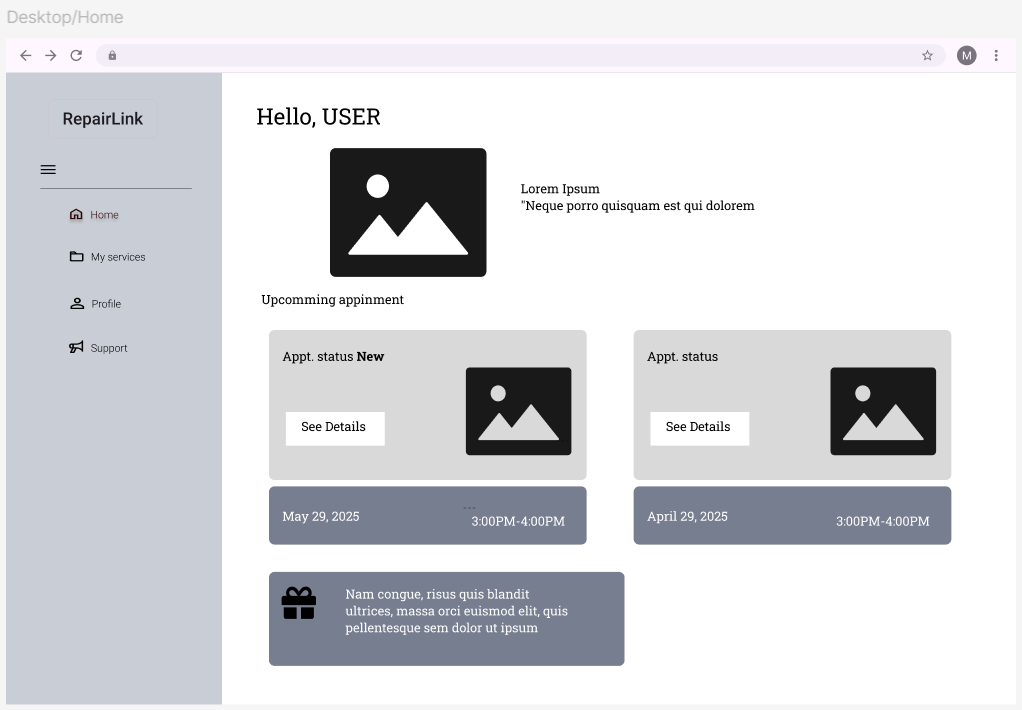 Desktop/Home
M
RepairLink
Home
My services
Profile
Support
Hello, USER
Lorem Ipsum
"Neque porro quisquam est qui dolorem
Upcomming appinment
Appt. status New
See Details
May 29, 2025
---
3:00PM-4:00PM
Appt. status
See Details
April 29, 2025
3:00PM-4:00PM
Nam congue, risus quis blandit
ultrices, massa orci euismod elit, quis
pellentesque sem dolor ut ipsum